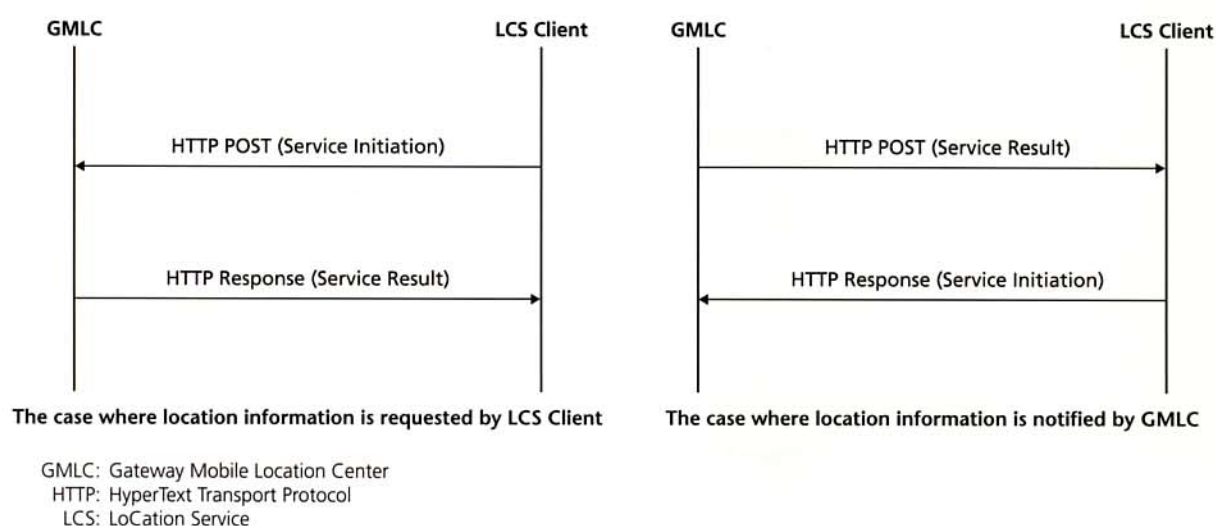 GMLC
LCS Client
HTTP POST (Service Initiation)
HTTP Response (Service Result)
The case where location information is requested by LCS Client
GMLC
LCS Client
HTTP POST (Service Result)
HTTP Response (Service Initiation)
The case where location information is notified by GMLC
GMLC: Gateway Mobile Location Center
HTTP: HyperText Transport Protocol
LCS: LoCation Service